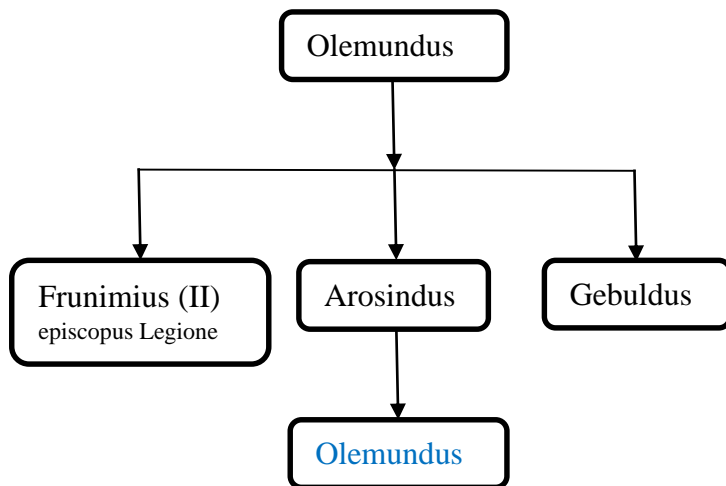 Olemundus
Frunimius (II)
episcopus Legione
Arosindus
Gebuldus
Olemundus